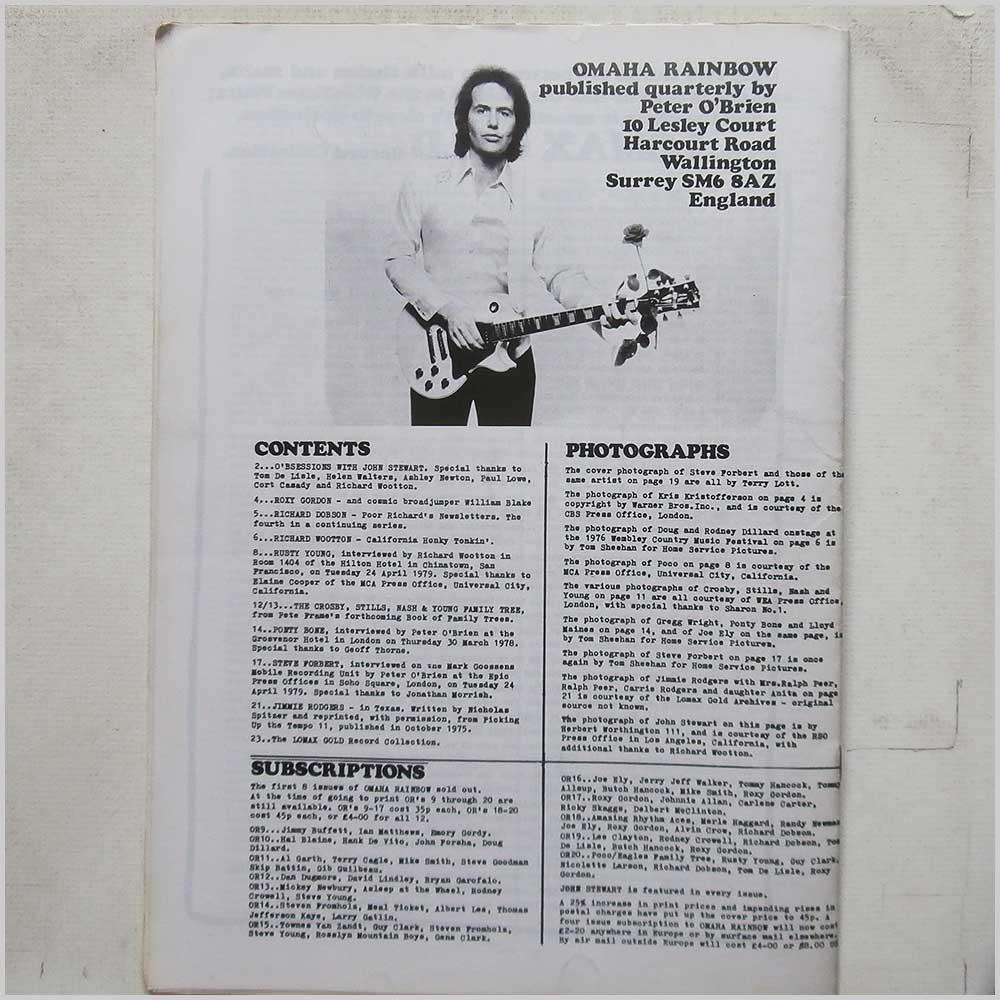 OMAHA RAINBOW
published quarterly by
Peter O'Brien
10 Lesley Court
Harcourt Road
Wallington
Surrey SM6 8AZ
England
CONTENTS
2...O'BSESSIONS WITH JOHN STEWART. Special thanks to
Tom De Lisle, Helen Walters, Ashley Newton, Paul Lowe,
Cort Casady and Richard Wootton.
4...ROXY GORDON - and cosmic broadjumper William Blake
5...RICHARD DOBSON - Poor Richard's Newsletters. The
fourth in a continuing series.
6...RICHARD WOOTTON - California Honky Tonkin'.
8...RUSTY YOUNG, interviewed by Richard Wootton in
Room 1404 of the Hilton Hotel in Chinatown, San
Francisco, on Tuesday 24 April 1979. Special thanks to
Elaine Cooper of the MCA Press Office, Universal City,
California.
12/13...THE CROSBY, STILLS, NASH & YOUNG FAMILY TREE,
from Pete Frame's forthcoming Book of Family Trees.
14..PONTY BONE, interviewed by Peter O'Brien at the
Grosvenor Hotel in London on Thursday 30 March 1978.
Special thanks to Geoff Thorne.
17..STEVE FORBERT, interviewed on the Mark Goossens
Mobile Recording Unit by Peter O'Brien at the Epic
Press Offices in Soho Square, London, on Tuesday 24
April 1979. Special thanks to Jonathan Morrish.
21..JIMMIE RODGERS - in Texas. Written by Nicholas
Spitzer and reprinted, with permission, from Picking
Up the Tempo 11, published in October 1975.
23..The LOMAX GOLD Record Collection.
PHOTOGRAPHS
The cover photograph of Steve Forbert and those of the
same artist on page 19 are all by Terry Lott.
The photograph of Kris Kristofferson on page 4 is
copyright by Warner Bros.Inc., and is courtesy of the
CBS Press Office, London.
The photograph of Doug and Rodney Dillard onstage at
the 1976 Wembley Country Music Festival on page 6 is
by Tom Sheehan for Home Service Pictures.
The photograph of Poco on page 8 is courtesy of the
MCA Press Office, Universal City, California.
The various photographs of Crosby, Stills, Nash and
Young on page 11 are all courtesy of WEA Press Office,
London, with special thanks to Sharon No.1.
The photograph of Gregg Wright, Ponty Bone and Lloyd
Maines on page 14, and of Joe Ely on the same page, is
by Tom Sheehan for Home Service Pictures.
The photograph of Steve Forbert on page 17 is once
again by Tom Sheehan for Home Service Pictures.
The photograph of Jimmie Rodgers with Mrs.Ralph Peer,
Ralph Peer, Carrie Rodgers and daughter Anita on page
21 is courtesy of the Lomax Gold Archives - original
source not known.
The photograph of John Stewart on this page is by
Herbert Worthington 111, and is courtesy of the RSO
Press Office in Los Angeles, California, with
additional thanks to Richard Wootton.
SUBSCRIPTIONS
The first 8 issues of OMAHA RAINBOW sold out.
At the time of going to print OR's 9 through 20 are
still available. OR's 9-17 cost 35p each, OR's 18-20
cost 45p each, or £4-00 for all 12.
OR9...Jimmy Buffett, Ian Matthews, Emory Gordy.
OR10..Hal Blaine, Hank De Vito, John Forsha, Doug
Dillard.
OR11..Al Garth, Terry Cagle, Mike Smith, Steve Goodman
Skip Battin, Gib Guilbeau.
OR12..Dan Dugmore, David Lindley, Bryan Garofalo.
OR13..Mickey Newbury, Asleep at the Wheel, Rodney
Crowell, Steve Young.
OR14..Steven Fromholz, Meal Ticket, Albert Lee, Thomas
Jefferson Kaye, Larry Gatlin.
OR15..Townes Van Zandt, Guy Clark, Steven Fromholz,
Steve Young, Rosslyn Mountain Boys, Gene Clark.
OR16..Joe Ely, Jerry Jeff Walker, Tommy Hancock, Tommy
Allsup, Butch Hancock, Mike Smith, Roxy Gordon.
OR17..Roxy Gordon, Johnnie Allan, Carlene Carter,
Ricky Skaggs, Delbert McClinton.
OR18..Amazing Rhythm Aces, Merle Haggard, Randy Newman
Joe Ely, Roxy Gordon, Alvin Crow, Richard Dobson.
OR19..Lee Clayton, Rodney Crowell, Richard Dobson, Tom
De Lisle, Butch Hancock, Roxy Gordon.
OR20..Poco/Eagles Family Tree, Rusty Young, Guy Clark,
Nicolette Larson, Richard Dobson, Tom De Lisle, Roxy
Gordon.
JOHN STEWART is featured in every issue.
A 25% increase in print prices and impending rises in
postal charges have put up the cover price to 45p. A
four issue subscription to OMAHA RAINBOW will now cost
£2-20 anywhere in Europe or by surface mail elsewhere.
By air mail outside Europe will cost £4-00 or $8.00 US